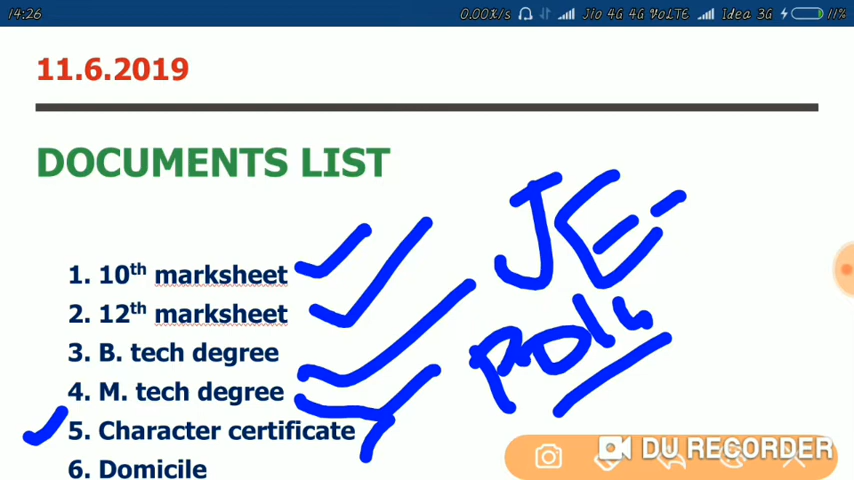 14:26 0.00K/s Jio 4G 4G VoLTE Idea 3G 11%
11.6.2019
DOCUMENTS LIST
1. 10th marksheet
2. 12th marksheet
3. B. tech degree
4. M. tech degree
5. Character certificate
6. Domicile
JE-
Poly
DU RECORDER